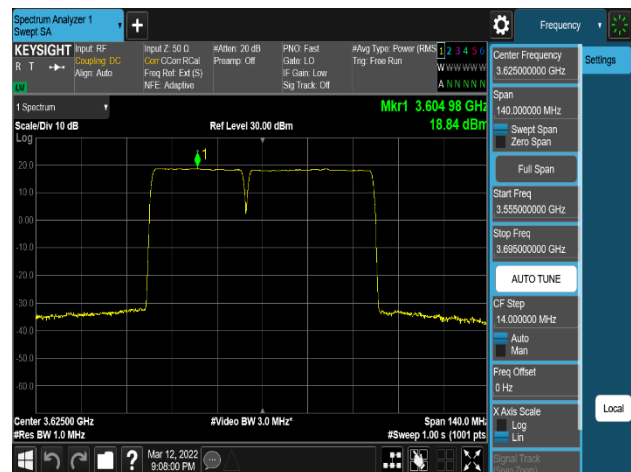 Spectrum Analyzer 1
Swept SA
Frequency
KEYSIGHT
R T
LXI
Input: RF
Coupling: DC
Align: Auto
Input Z: 50 Ω
Corr CCorr RCal
Freq Ref: Ext (S)
NFE: Adaptive
#Atten: 20 dB
Preamp: Off
PNO: Fast
Gate: LO
IF Gain: Low
Sig Track: Off
#Avg Type: Power (RMS
Trig: Free Run
1 2 3 4 5 6
W W W W W W
A N N N N N
1 Spectrum
Mkr1 3.604 98 GHz
Scale/Div 10 dB
Ref Level 30.00 dBm
18.84 dBm
Log
1
20.0
10.0
0.00
-10.0
-20.0
-30.0
-40.0
-50.0
-60.0
Center 3.62500 GHz
#Video BW 3.0 MHz*
Span 140.0 MHz
#Res BW 1.0 MHz
#Sweep 1.00 s (1001 pts
Mar 12, 2022
9:08:00 PM
?
Center Frequency
3.625000000 GHz
Settings
Span
140.000000 MHz
Swept Span
Zero Span
Full Span
Start Freq
3.555000000 GHz
Stop Freq
3.695000000 GHz
AUTO TUNE
CF Step
14.000000 MHz
Auto
Man
Freq Offset
0 Hz
X Axis Scale
Log
Lin
Local
Signal Track
(Span Zoom)